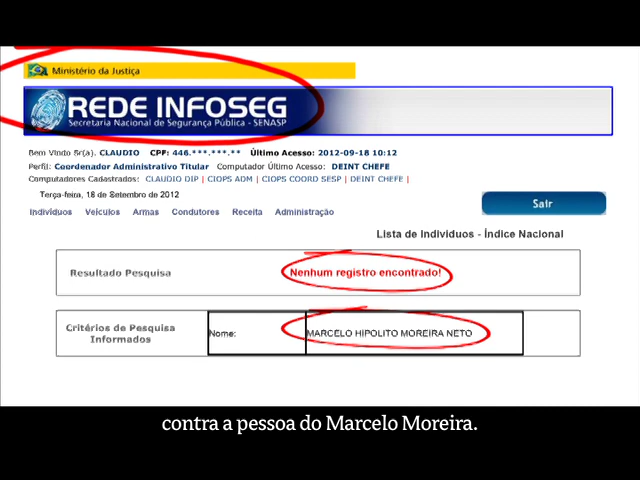 Ministério da Justiça
REDE INFOSEG
Secretaria Nacional de Segurança Pública - SENASP
Bem Vindo Sr(a). CLAUDIO CPF: 446.***.***.** Último Acesso: 2012-09-18 10:12
Perfil: Coordenador Administrativo Titular Computador Último Acesso: DEINT CHEFE
Computadores Cadastrados: CLAUDIO DIP | CIOPS ADM | CIOPS COORD SESP | DEINT CHEFE |
Terça-feira, 18 de Setembro de 2012
Indivíduos Veículos Armas Condutores Receita Administração
Sair
Lista de Indivíduos - Índice Nacional
Resultado Pesquisa Nenhum registro encontrado!
Critérios de Pesquisa
Informados
Nome: MARCELO HIPOLITO MOREIRA NETO
contra a pessoa do Marcelo Moreira.